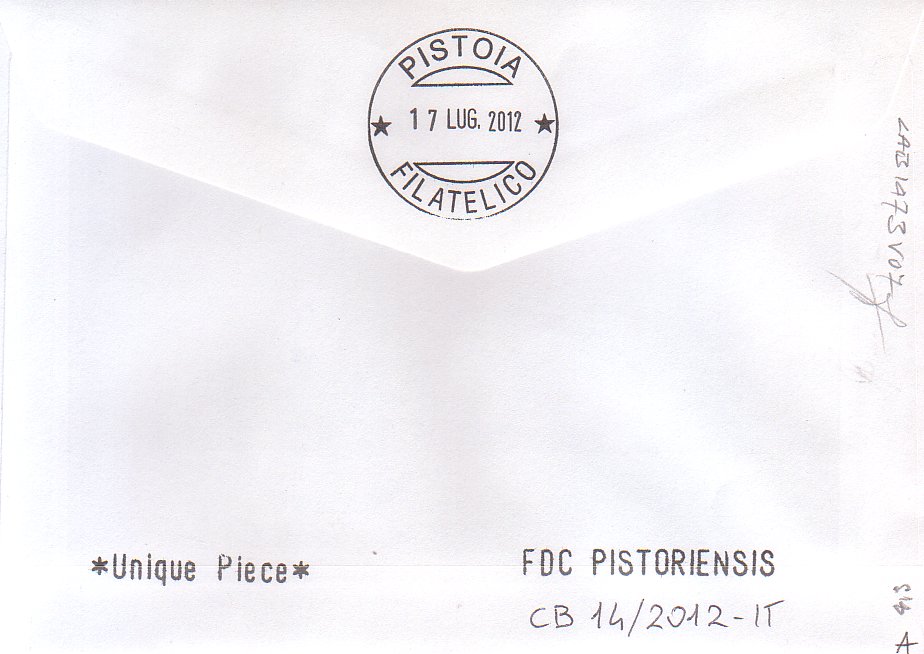 PISTOIA
★ 17 LUG. 2012 ★
FILATELICO
*Unique Piece*
FDC PISTORIENSIS
CB 14/2012-IT